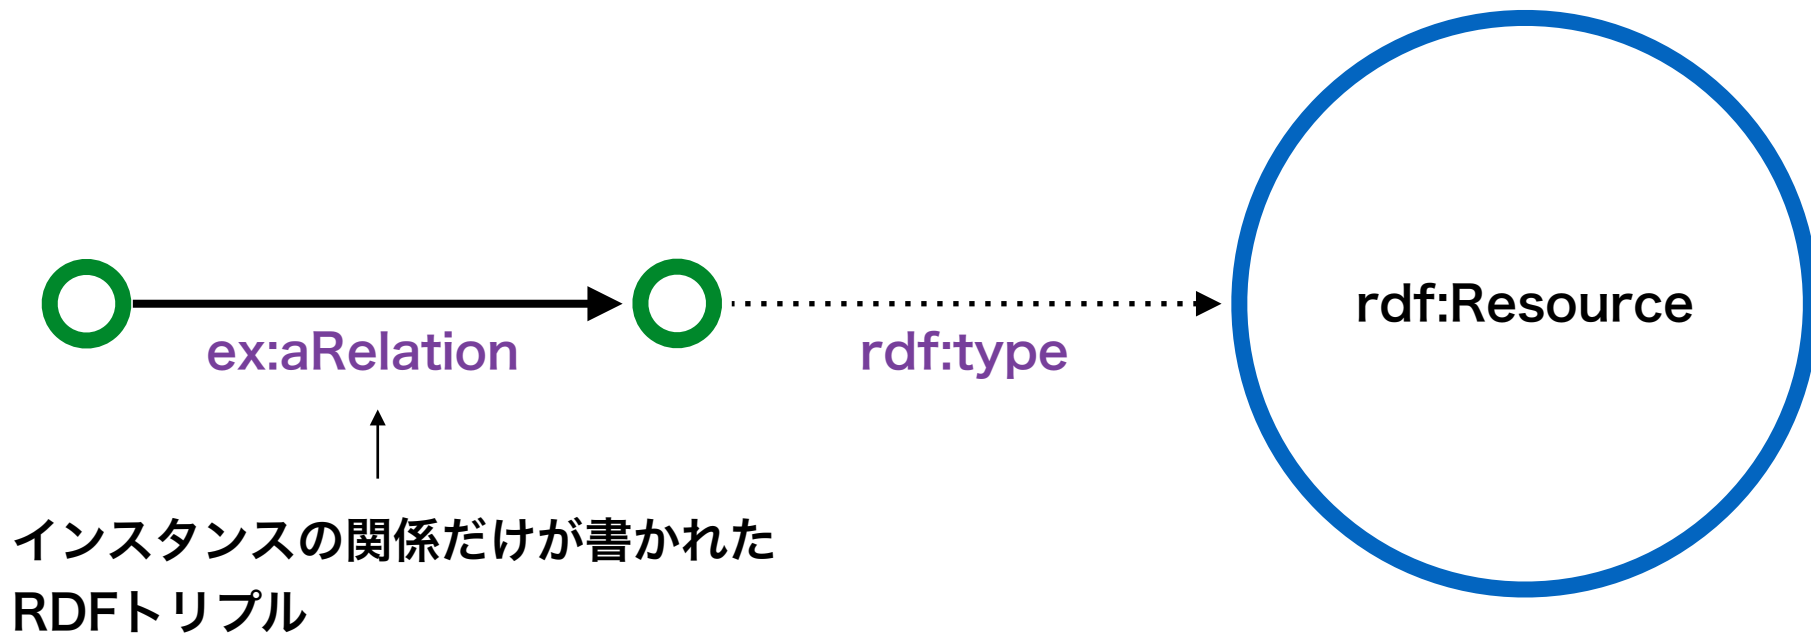 rdf:Resource
ex:aRelation
rdf:type
インスタンスの関係だけが書かれた
RDFトリプル